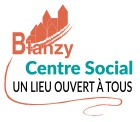 Blanzy
Centre Social
UN LIEU OUVERT À TOUS